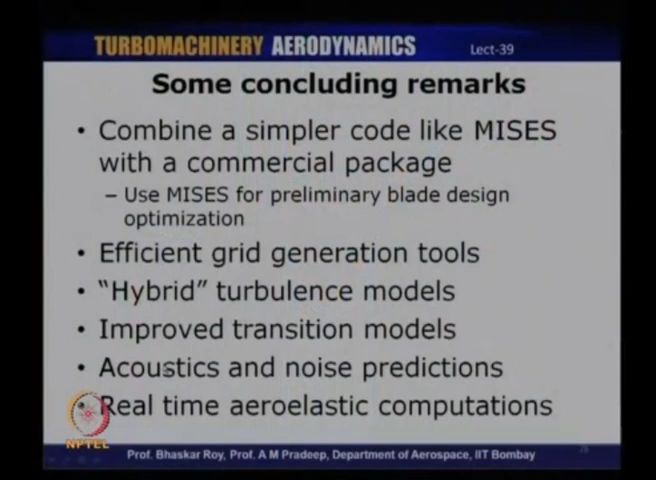 TURBOMACHINERY AERODYNAMICS Lect-39
Some concluding remarks
• Combine a simpler code like MISES
with a commercial package
– Use MISES for preliminary blade design
optimization
• Efficient grid generation tools
• "Hybrid" turbulence models
• Improved transition models
• Acoustics and noise predictions
Real time aeroelastic computations
NPTEL
Prof. Bhaskar Roy, Prof. A M Pradeep, Department of Aerospace, IIT Bombay